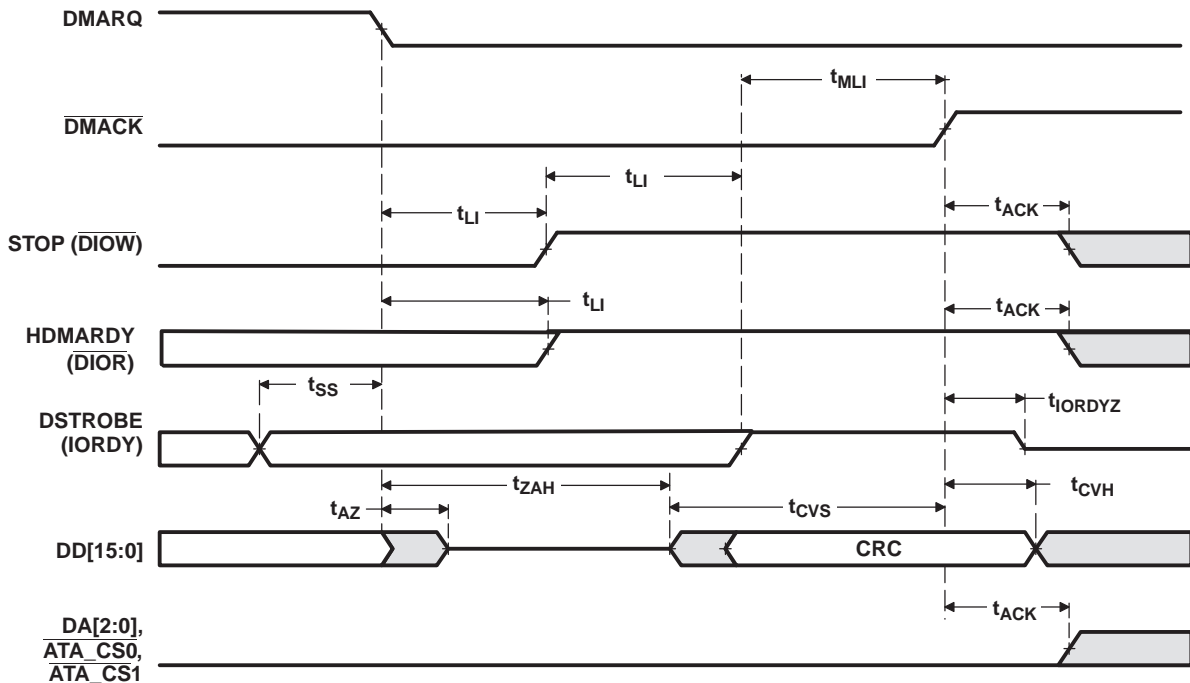 DMARQ
tMLI
DMACK
tLI
tLI
tACK
STOP (DIOW)
tLI
tACK
HDMARDY
(DIOR)
tSS
tIORDYZ
DSTROBE
(IORDY)
tZAH
tCVH
tAZ
tCVS
DD[15:0]
CRC
tACK
DA[2:0],
ATA_CS0,
ATA_CS1